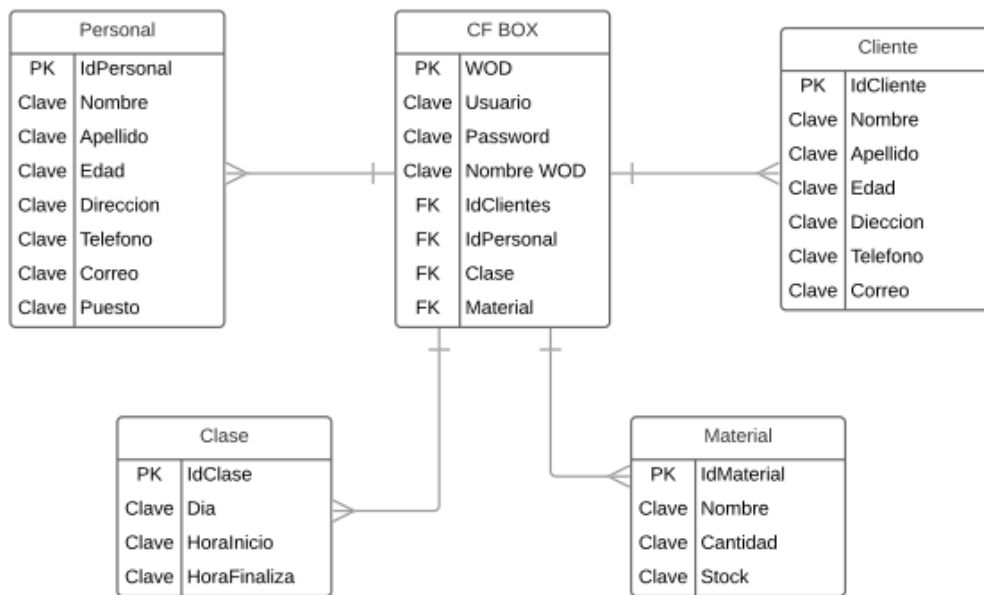 Personal
PK IdPersonal
Clave Nombre
Clave Apellido
Clave Edad
Clave Direccion
Clave Telefono
Clave Correo
Clave Puesto
CF BOX
PK WOD
Clave Usuario
Clave Password
Clave Nombre WOD
FK IdClientes
FK IdPersonal
FK Clase
FK Material
Cliente
PK IdCliente
Clave Nombre
Clave Apellido
Clave Edad
Clave Dieccion
Clave Telefono
Clave Correo
Clase
PK IdClase
Clave Dia
Clave HoraInicio
Clave HoraFinaliza
Material
PK IdMaterial
Clave Nombre
Clave Cantidad
Clave Stock